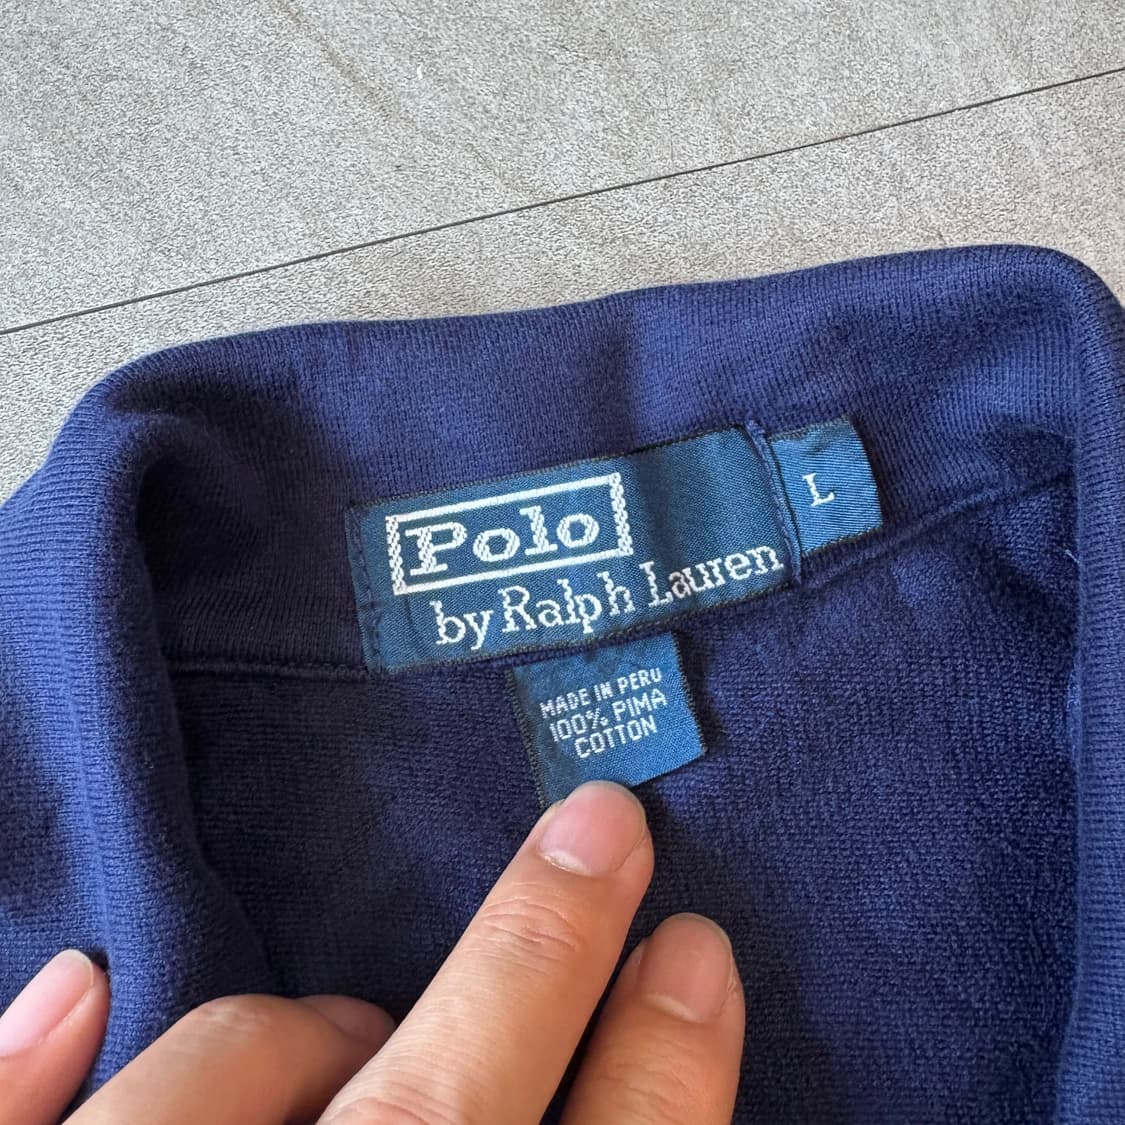 Polo
by Ralph Lauren
L
MADE IN PERU
100% PIMA
COTTON